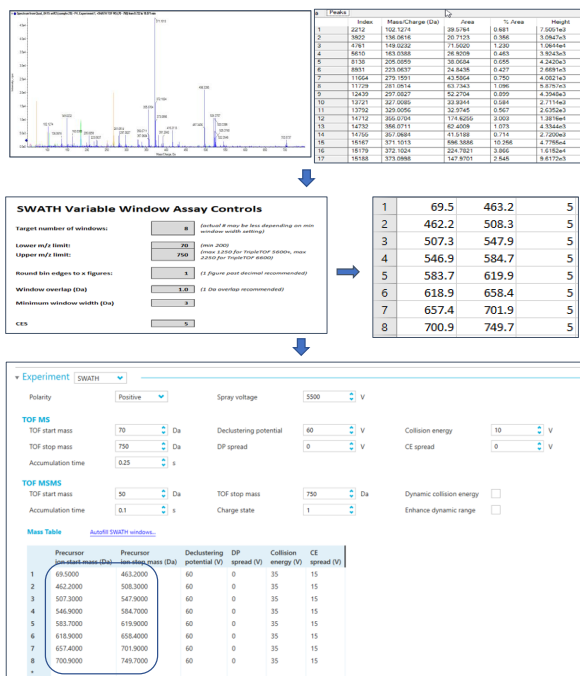 Peaks
Index Mass/Charge (Da) Area % Area Height
1 2212 102.1274 39.5764 0.681 7.5051e3
2 3922 136.0616 20.7123 0.356 3.0947e3
3 4761 149.0232 71.5020 1.230 1.0644e4
4 5610 163.0388 26.9209 0.463 3.9243e3
5 8138 205.0859 38.0684 0.655 4.2420e3
6 8931 223.0637 24.8435 0.427 2.6691e3
7 11664 279.1591 43.5864 0.750 4.0821e3
8 11729 281.0514 63.7343 1.096 5.8757e3
9 12439 297.0827 52.2704 0.899 4.3948e3
10 13721 327.0085 33.9344 0.584 2.7114e3
11 13792 329.0056 32.9745 0.567 2.6352e3
12 14712 355.0704 174.6255 3.003 1.3816e4
13 14732 356.0711 62.4009 1.073 4.3344e3
14 14755 357.0684 41.5188 0.714 2.7200e3
15 15167 371.1013 596.3886 10.256 4.7755e4
16 15179 372.1024 224.7821 3.866 1.6152e4
17 15188 373.0998 147.9701 2.545 9.6172e3
SWATH Variable Window Assay Controls
Target number of windows: 8 (actual # may be less depending on min window width setting)
Lower m/z limit: 70 (min 200)
Upper m/z limit: 750 (max 1250 for TripleTOF 5600+, max 2250 for TripleTOF 6600)
Round bin edges to x figures: 1 (1 figure past decimal recommended)
Window overlap (Da) 1.0 (1 Da overlap recommended)
Minimum window width (Da) 3
CES 5
1 69.5 463.2 5
2 462.2 508.3 5
3 507.3 547.9 5
4 546.9 584.7 5
5 583.7 619.9 5
6 618.9 658.4 5
7 657.4 701.9 5
8 700.9 749.7 5
Experiment SWATH
Polarity Positive Spray voltage 5500 V
TOF MS
TOF start mass 70 Da Declustering potential 60 V Collision energy 10 V
TOF stop mass 750 Da DP spread 0 V CE spread 0 V
Accumulation time 0.25 s
TOF MSMS
TOF start mass 50 Da TOF stop mass 750 Da Dynamic collision energy
Accumulation time 0.1 s Charge state 1 Enhance dynamic range
Mass Table Autofill SWATH windows...
Precursor Precursor Declustering DP Collision CE
ion start mass (Da) ion stop mass (Da) potential (V) spread (V) energy (V) spread (V)
1 69.5000 463.2000 60 0 35 15
2 462.2000 508.3000 60 0 35 15
3 507.3000 547.9000 60 0 35 15
4 546.9000 584.7000 60 0 35 15
5 583.7000 619.9000 60 0 35 15
6 618.9000 658.4000 60 0 35 15
7 657.4000 701.9000 60 0 35 15
8 700.9000 749.7000 60 0 35 15
*